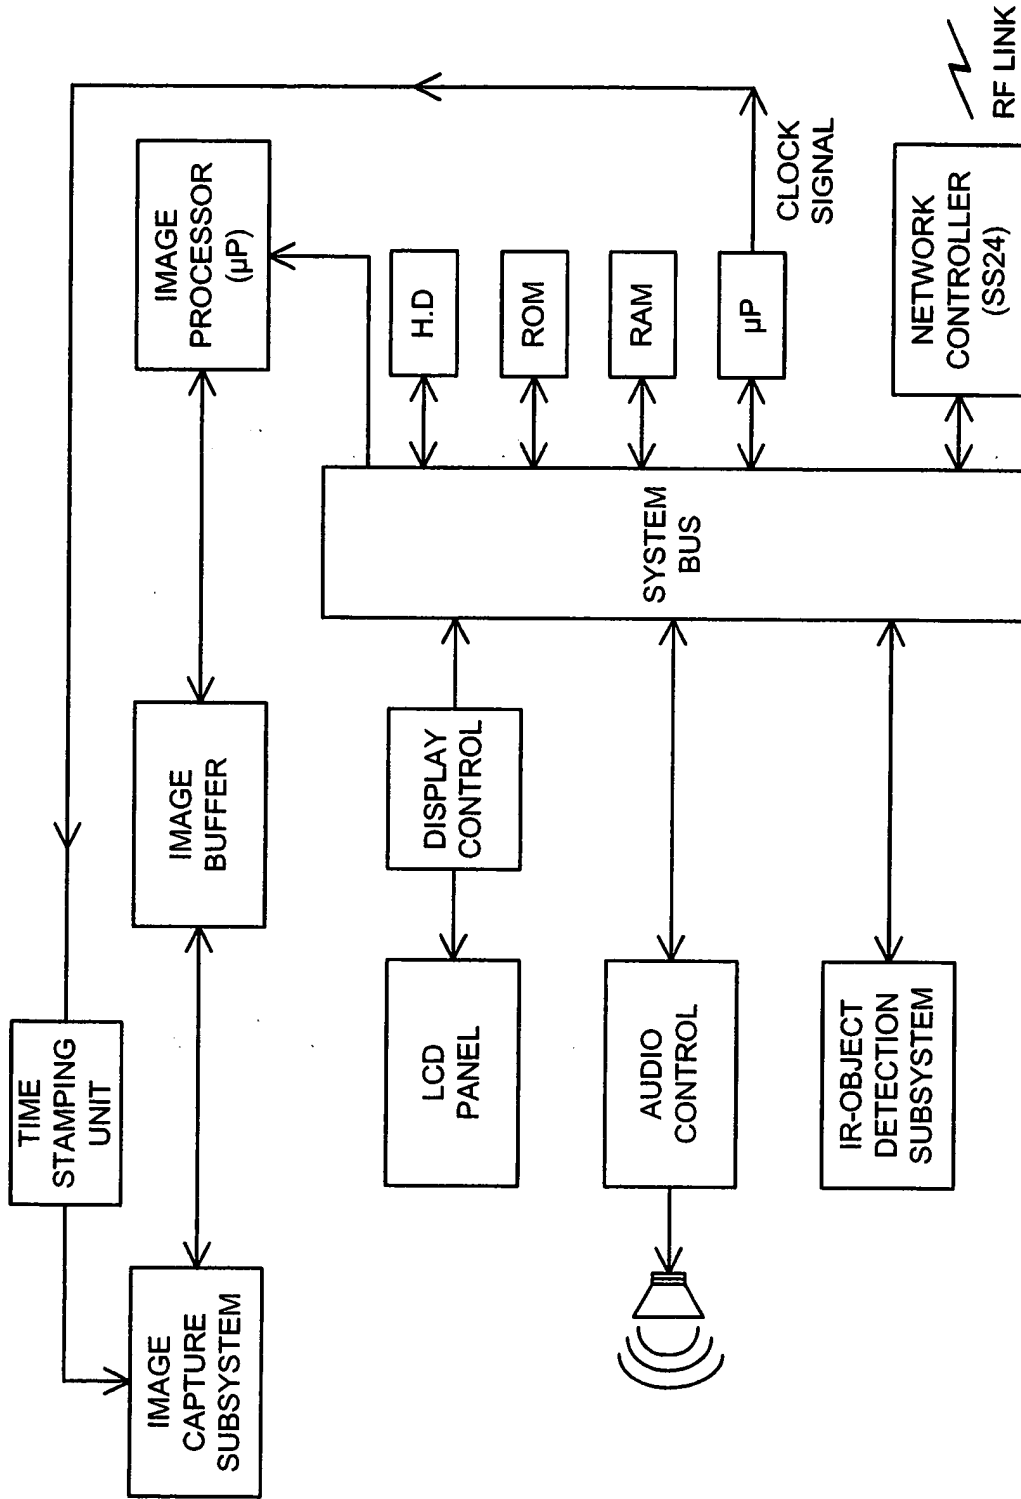 TIME
STAMPING
UNIT
IMAGE
CAPTURE
SUBSYSTEM
IMAGE
BUFFER
IMAGE
PROCESSOR
(µP)
LCD
PANEL
DISPLAY
CONTROL
H.D
ROM
RAM
µP
CLOCK
SIGNAL
SYSTEM
BUS
AUDIO
CONTROL
IR-OBJECT
DETECTION
SUBSYSTEM
NETWORK
CONTROLLER
(SS24)
RF LINK